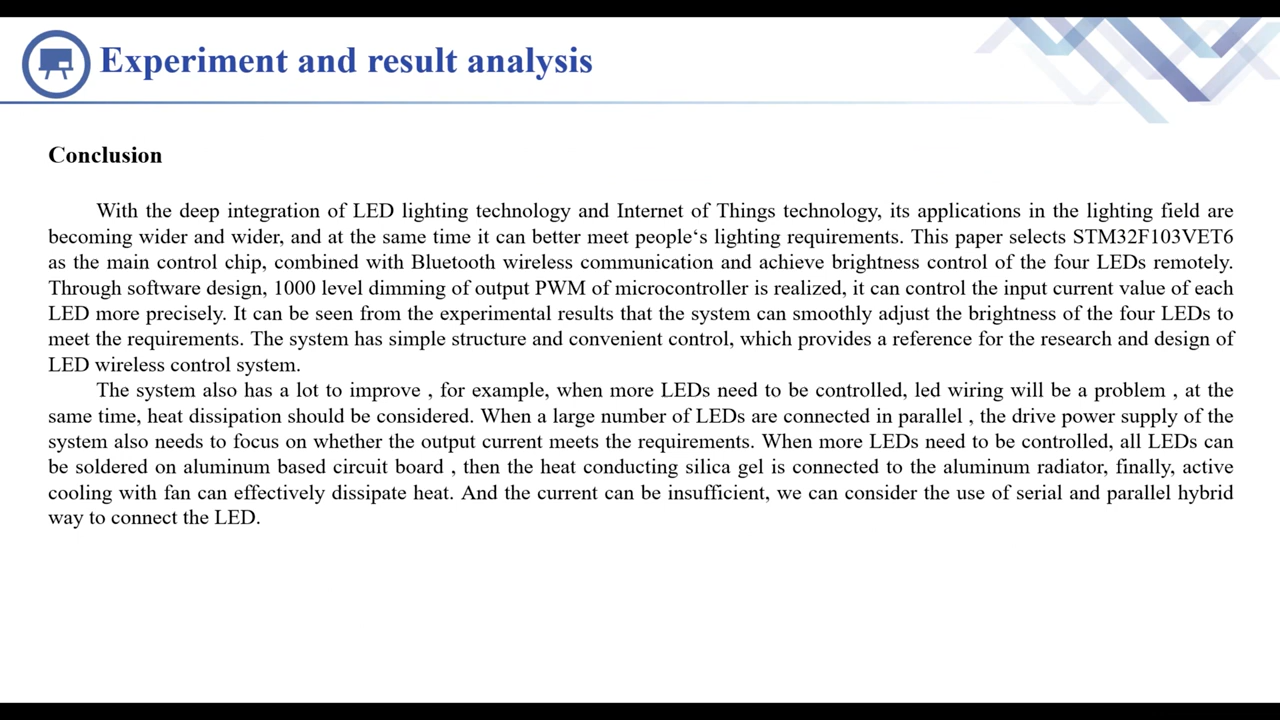 Experiment and result analysis
Conclusion
With the deep integration of LED lighting technology and Internet of Things technology, its applications in the lighting field are
becoming wider and wider, and at the same time it can better meet people‘s lighting requirements. This paper selects STM32F103VET6
as the main control chip, combined with Bluetooth wireless communication and achieve brightness control of the four LEDs remotely.
Through software design, 1000 level dimming of output PWM of microcontroller is realized, it can control the input current value of each
LED more precisely. It can be seen from the experimental results that the system can smoothly adjust the brightness of the four LEDs to
meet the requirements. The system has simple structure and convenient control, which provides a reference for the research and design of
LED wireless control system.
The system also has a lot to improve , for example, when more LEDs need to be controlled, led wiring will be a problem , at the
same time, heat dissipation should be considered. When a large number of LEDs are connected in parallel , the drive power supply of the
system also needs to focus on whether the output current meets the requirements. When more LEDs need to be controlled, all LEDs can
be soldered on aluminum based circuit board , then the heat conducting silica gel is connected to the aluminum radiator, finally, active
cooling with fan can effectively dissipate heat. And the current can be insufficient, we can consider the use of serial and parallel hybrid
way to connect the LED.